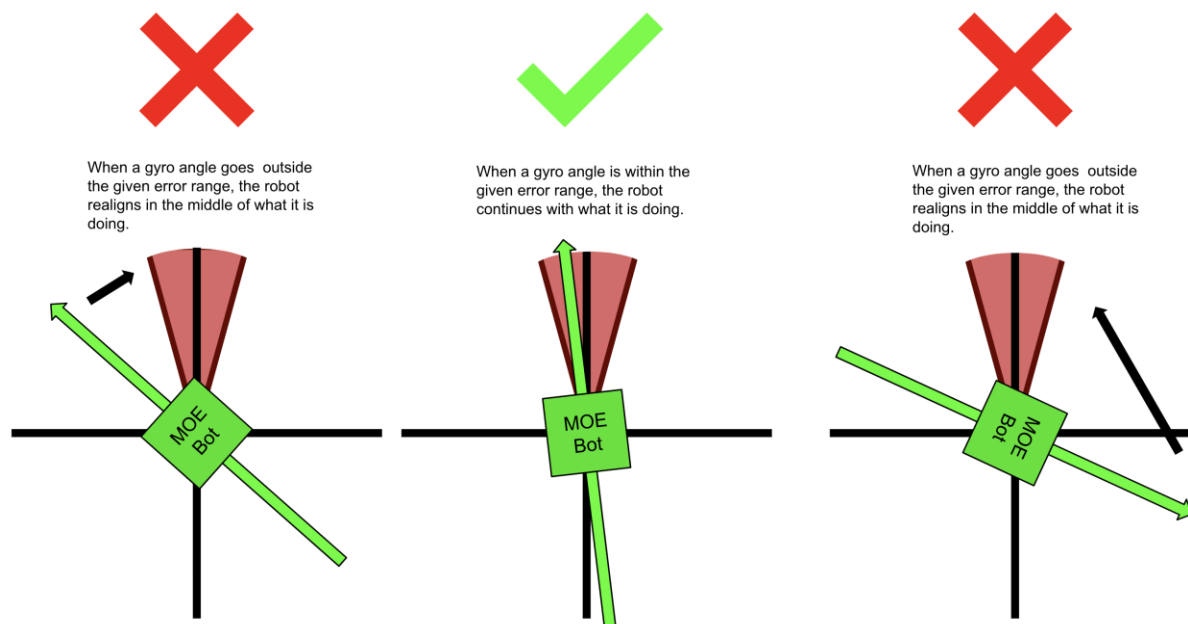 When a gyro angle goes  outside
the given error range, the robot
realigns in the middle of what it is
doing.
MOE
Bot
When a gyro angle is within the
given error range, the robot
continues with what it is doing.
MOE
Bot
When a gyro angle goes  outside
the given error range, the robot
realigns in the middle of what it is
doing.
MOE
Bot